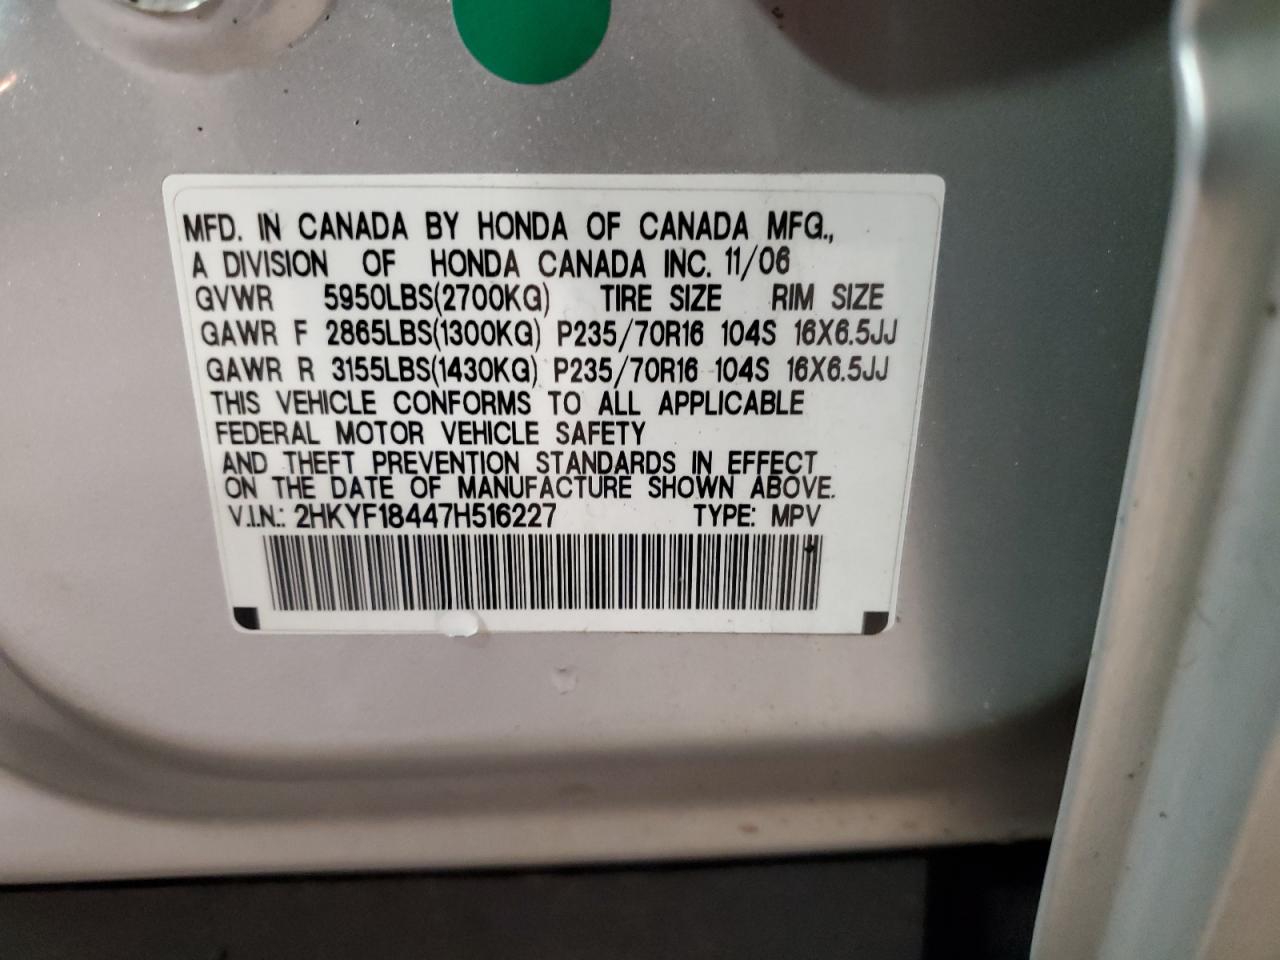 MFD. IN CANADA BY HONDA OF CANADA MFG.,
A DIVISION OF HONDA CANADA INC. 11/06
GVWR 5950LBS(2700KG) TIRE SIZE RIM SIZE
GAWR F 2865LBS(1300KG) P235/70R16 104S 16X6.5JJ
GAWR R 3155LBS(1430KG) P235/70R16 104S 16X6.5JJ
THIS VEHICLE CONFORMS TO ALL APPLICABLE
FEDERAL MOTOR VEHICLE SAFETY
AND THEFT PREVENTION STANDARDS IN EFFECT
ON THE DATE OF MANUFACTURE SHOWN ABOVE.
V.I.N.: 2HKYF18447H516227 TYPE: MPV